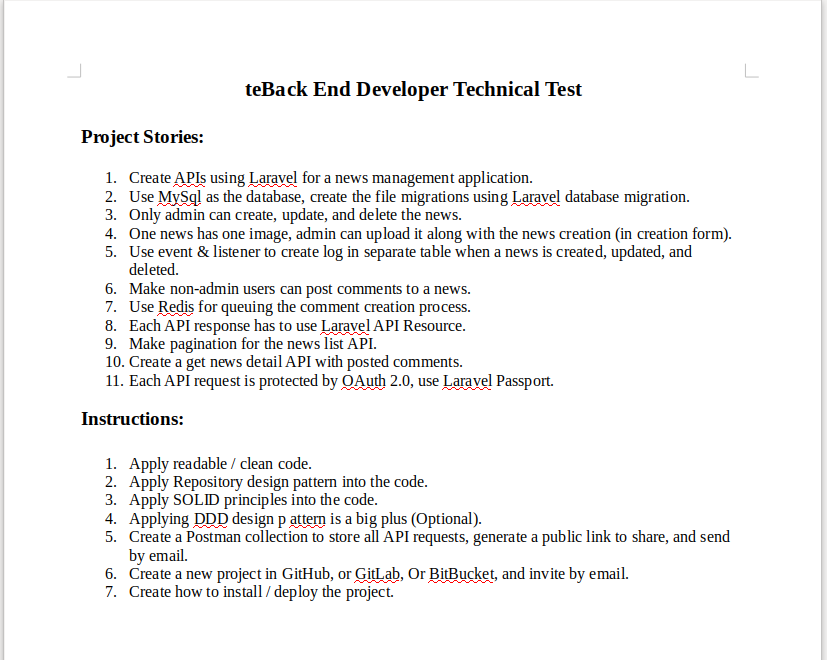 teBack End Developer Technical Test
Project Stories:
1. Create APIs using Laravel for a news management application.
2. Use MySql as the database, create the file migrations using Laravel database migration.
3. Only admin can create, update, and delete the news.
4. One news has one image, admin can upload it along with the news creation (in creation form).
5. Use event & listener to create log in separate table when a news is created, updated, and
deleted.
6. Make non-admin users can post comments to a news.
7. Use Redis for queuing the comment creation process.
8. Each API response has to use Laravel API Resource.
9. Make pagination for the news list API.
10. Create a get news detail API with posted comments.
11. Each API request is protected by OAuth 2.0, use Laravel Passport.
Instructions:
1. Apply readable / clean code.
2. Apply Repository design pattern into the code.
3. Apply SOLID principles into the code.
4. Applying DDD design p attern is a big plus (Optional).
5. Create a Postman collection to store all API requests, generate a public link to share, and send
by email.
6. Create a new project in GitHub, or GitLab, Or BitBucket, and invite by email.
7. Create how to install / deploy the project.